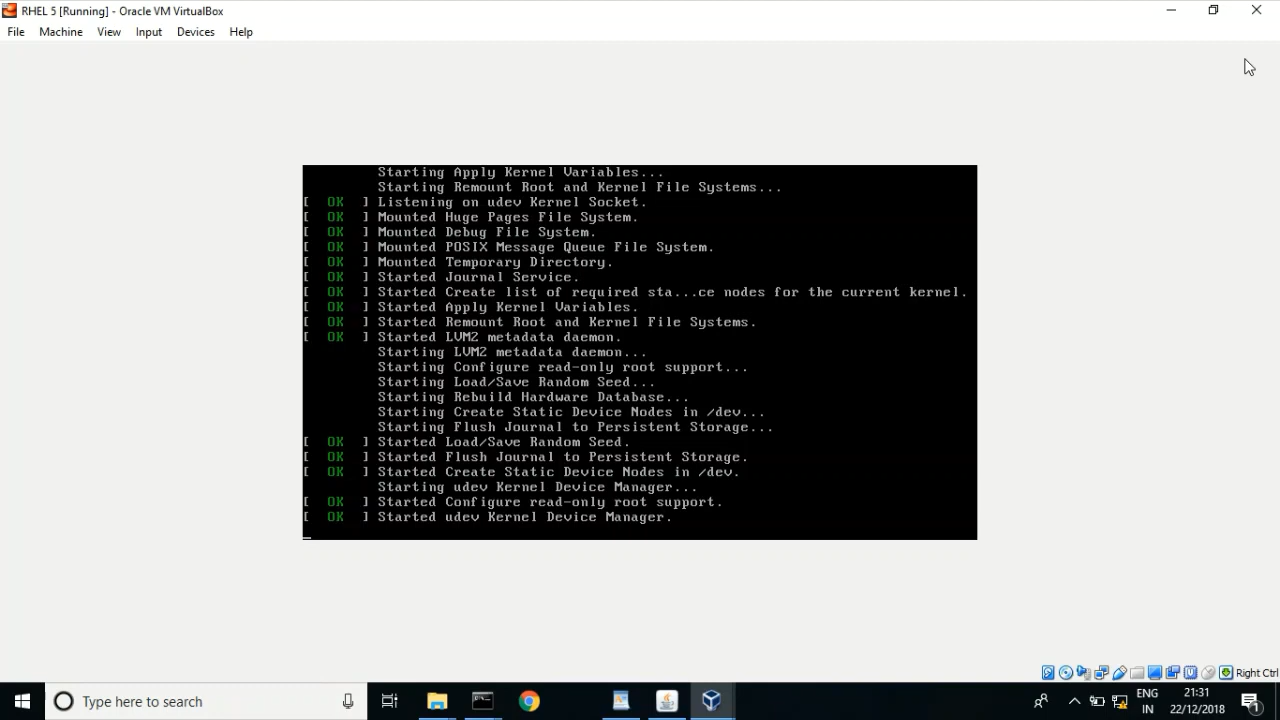 RHEL 5 [Running] - Oracle VM VirtualBox
File Machine View Input Devices Help
Starting Apply Kernel Variables...
Starting Remount Root and Kernel File Systems...
[ OK ] Listening on udev Kernel Socket.
[ OK ] Mounted Huge Pages File System.
[ OK ] Mounted Debug File System.
[ OK ] Mounted POSIX Message Queue File System.
[ OK ] Mounted Temporary Directory.
[ OK ] Started Journal Service.
[ OK ] Started Create list of required sta...ce nodes for the current kernel.
[ OK ] Started Apply Kernel Variables.
[ OK ] Started Remount Root and Kernel File Systems.
[ OK ] Started LVM2 metadata daemon.
Starting LVM2 metadata daemon...
Starting Configure read-only root support...
Starting Load/Save Random Seed...
Starting Rebuild Hardware Database...
Starting Create Static Device Nodes in /dev...
Starting Flush Journal to Persistent Storage...
[ OK ] Started Load/Save Random Seed.
[ OK ] Started Flush Journal to Persistent Storage.
[ OK ] Started Create Static Device Nodes in /dev.
Starting udev Kernel Device Manager...
[ OK ] Started Configure read-only root support.
[ OK ] Started udev Kernel Device Manager.
Right Ctrl
Type here to search
ENG 21:31
IN 22/12/2018
1